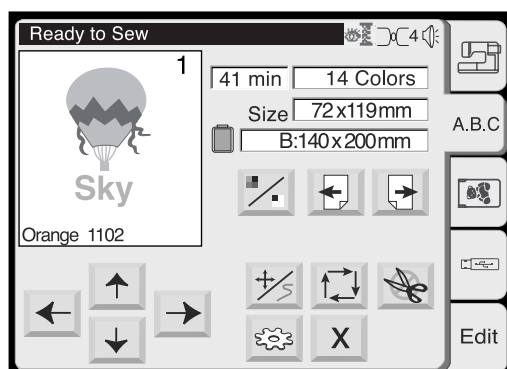 Ready to Sew
4
1
41 min
14 Colors
Size
72x119mm
B:140x200mm
Sky
Orange 1102
X
A.B.C
Edit